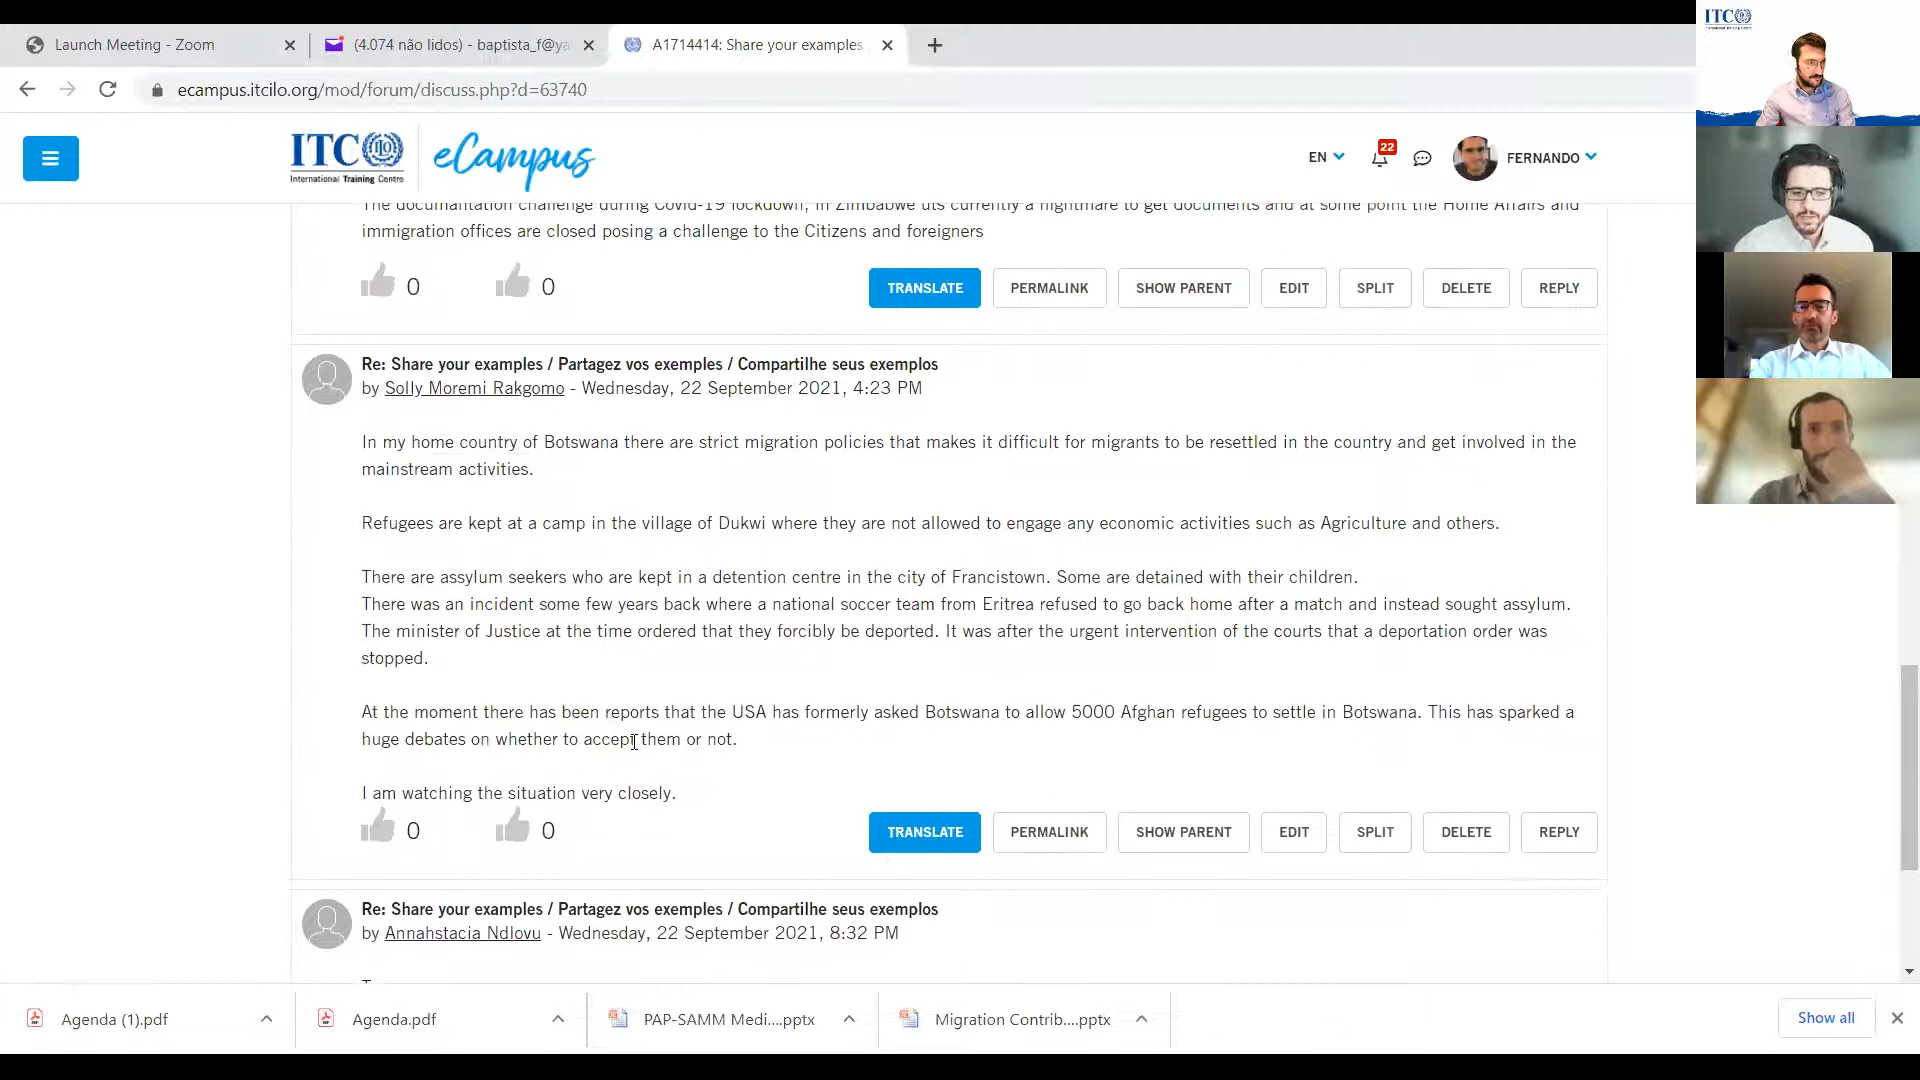 Launch Meeting - Zoom
(4.074 não lidos) - baptista_f@ya
A1714414: Share your examples
ecampus.itcilo.org/mod/forum/discuss.php?d=63740
ITC
International Training Centre
eCampus
EN
22
FERNANDO
The documantation challenge during Covid-19 lockdown, in Zimbabwe uts currently a nightmare to get documents and at some point the Home Affairs and
immigration offices are closed posing a challenge to the Citizens and foreigners
0
0
TRANSLATE
PERMALINK
SHOW PARENT
EDIT
SPLIT
DELETE
REPLY
Re: Share your examples / Partagez vos exemples / Compartilhe seus exemplos
by Solly Moremi Rakgomo - Wednesday, 22 September 2021, 4:23 PM
In my home country of Botswana there are strict migration policies that makes it difficult for migrants to be resettled in the country and get involved in the
mainstream activities.
Refugees are kept at a camp in the village of Dukwi where they are not allowed to engage any economic activities such as Agriculture and others.
There are assylum seekers who are kept in a detention centre in the city of Francistown. Some are detained with their children.
There was an incident some few years back where a national soccer team from Eritrea refused to go back home after a match and instead sought assylum.
The minister of Justice at the time ordered that they forcibly be deported. It was after the urgent intervention of the courts that a deportation order was
stopped.
At the moment there has been reports that the USA has formerly asked Botswana to allow 5000 Afghan refugees to settle in Botswana. This has sparked a
huge debates on whether to accept them or not.
I am watching the situation very closely.
0
0
TRANSLATE
PERMALINK
SHOW PARENT
EDIT
SPLIT
DELETE
REPLY
Re: Share your examples / Partagez vos exemples / Compartilhe seus exemplos
by Annahstacia Ndlovu - Wednesday, 22 September 2021, 8:32 PM
Agenda (1).pdf
Agenda.pdf
PAP-SAMM Medi....pptx
Migration Contrib....pptx
Show all
ITC